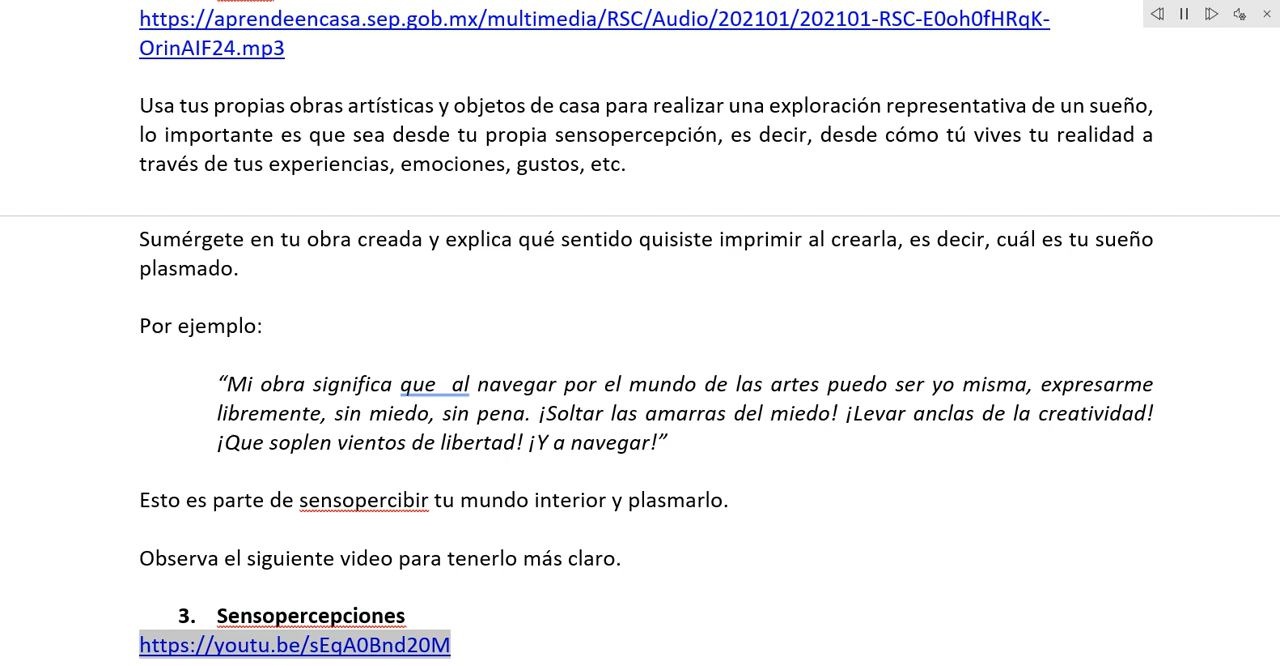 https://aprendeencasa.sep.gob.mx/multimedia/RSC/Audio/202101/202101-RSC-E0oh0fHRqK-
OrinAIF24.mp3
Usa tus propias obras artísticas y objetos de casa para realizar una exploración representativa de un sueño,
lo importante es que sea desde tu propia sensopercepción, es decir, desde cómo tú vives tu realidad a
través de tus experiencias, emociones, gustos, etc.
Sumérgete en tu obra creada y explica qué sentido quisiste imprimir al crearla, es decir, cuál es tu sueño
plasmado.
Por ejemplo:
“Mi obra significa que  al navegar por el mundo de las artes puedo ser yo misma, expresarme
libremente, sin miedo, sin pena. ¡Soltar las amarras del miedo! ¡Levar anclas de la creatividad!
¡Que soplen vientos de libertad! ¡Y a navegar!”
Esto es parte de sensopercibir tu mundo interior y plasmarlo.
Observa el siguiente video para tenerlo más claro.
3. Sensopercepciones
https://youtu.be/sEqA0Bnd20M